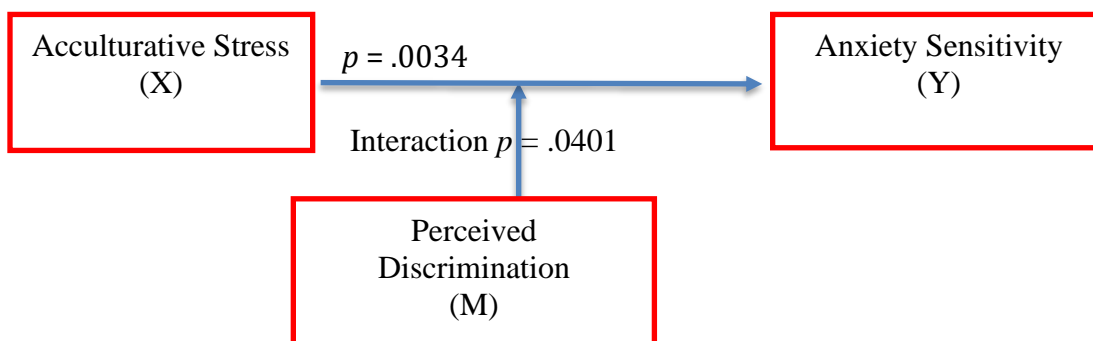 Acculturative Stress
(X)
p = .0034
Anxiety Sensitivity
(Y)
Interaction p = .0401
Perceived
Discrimination
(M)